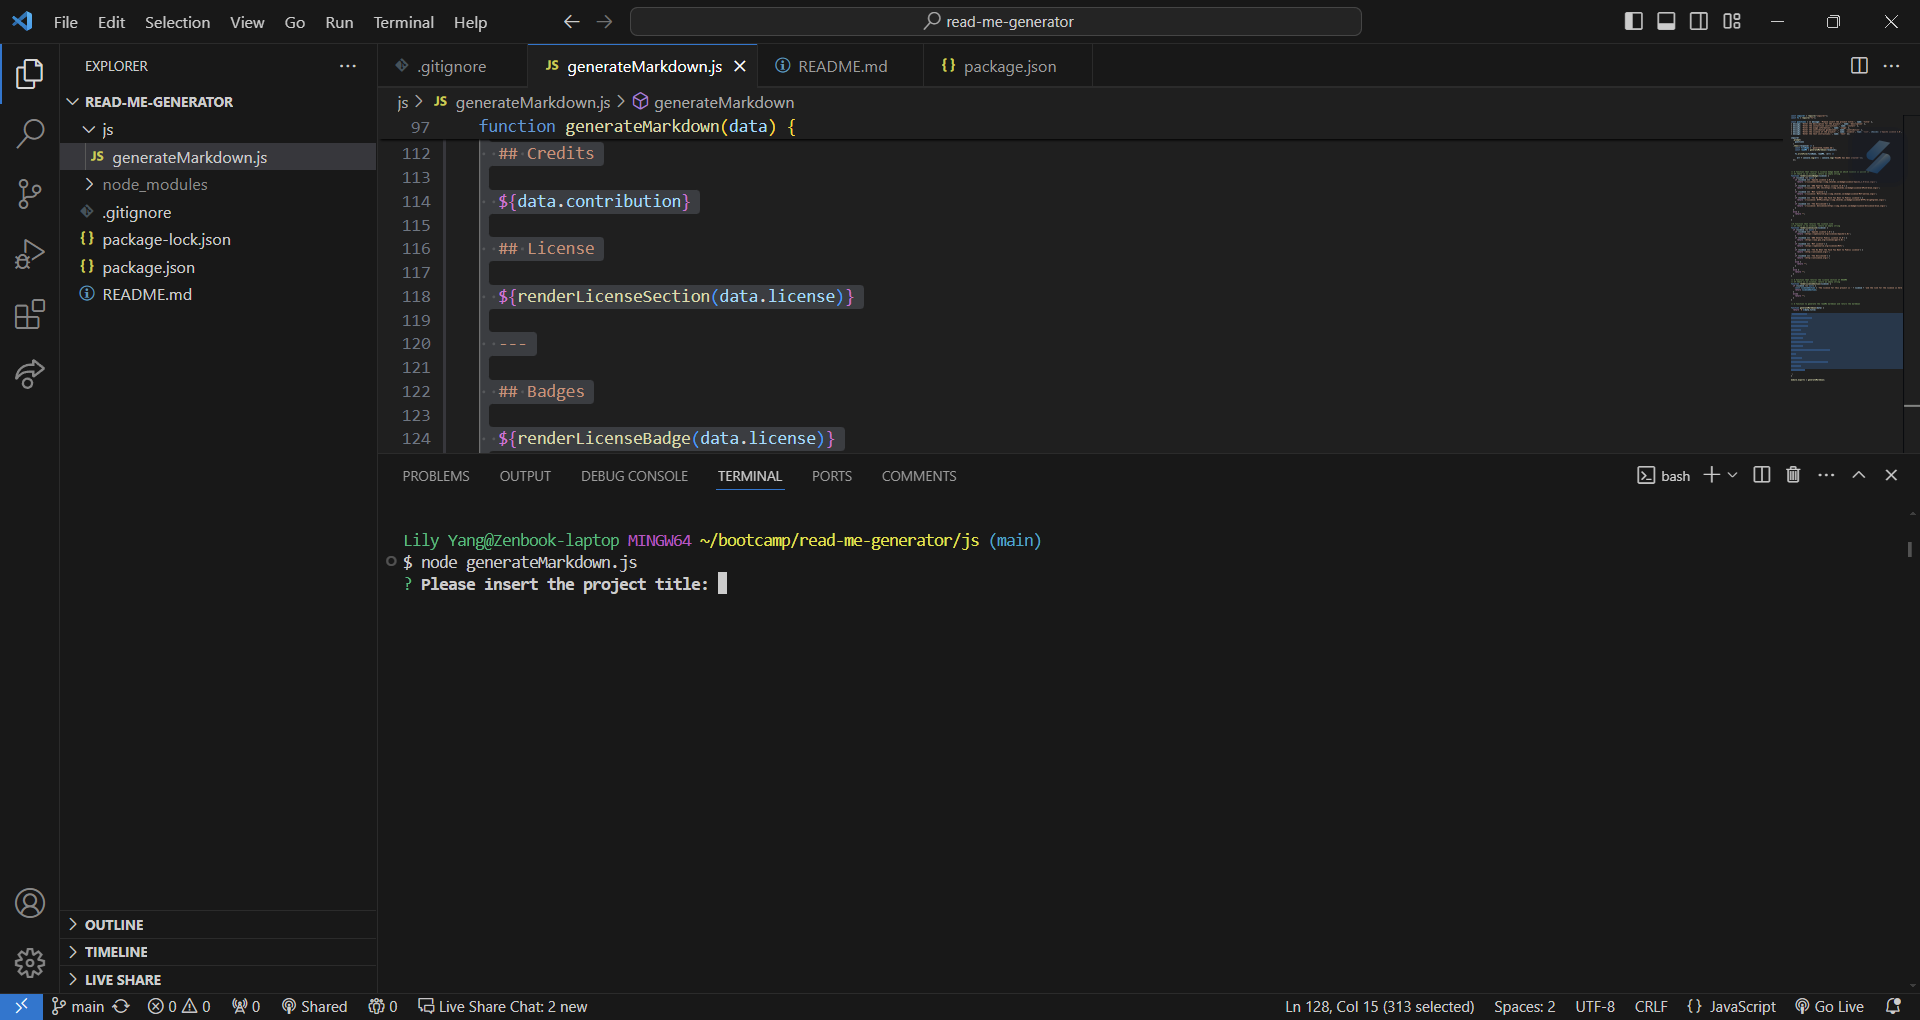 File Edit Selection View Go Run Terminal Help
read-me-generator
EXPLORER
READ-ME-GENERATOR
js
JS generateMarkdown.js
node_modules
.gitignore
{} package-lock.json
{} package.json
README.md
OUTLINE
TIMELINE
LIVE SHARE
.gitignore
JS generateMarkdown.js
README.md
{} package.json
js > JS generateMarkdown.js > generateMarkdown
97 function generateMarkdown(data) {
112 ## Credits
113
114 ${data.contribution}
115
116 ## License
117
118 ${renderLicenseSection(data.license)}
119
120 ---
121
122 ## Badges
123
124 ${renderLicenseBadge(data.license)}
PROBLEMS OUTPUT DEBUG CONSOLE TERMINAL PORTS COMMENTS
bash
Lily Yang@Zenbook-laptop MINGW64 ~/bootcamp/read-me-generator/js (main)
$ node generateMarkdown.js
? Please insert the project title:
main 0 0 0 Shared 0 Live Share Chat: 2 new
Ln 128, Col 15 (313 selected) Spaces: 2 UTF-8 CRLF {} JavaScript Go Live